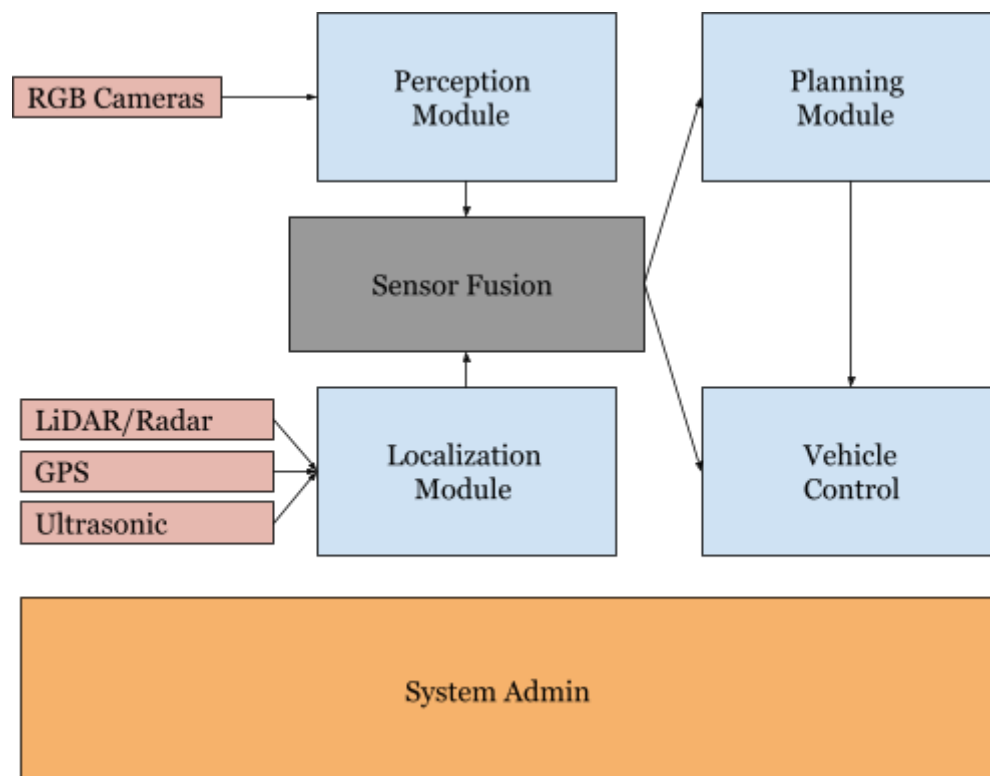 RGB Cameras
Perception
Module
Planning
Module
Sensor Fusion
LiDAR/Radar
GPS
Ultrasonic
Localization
Module
Vehicle
Control
System Admin